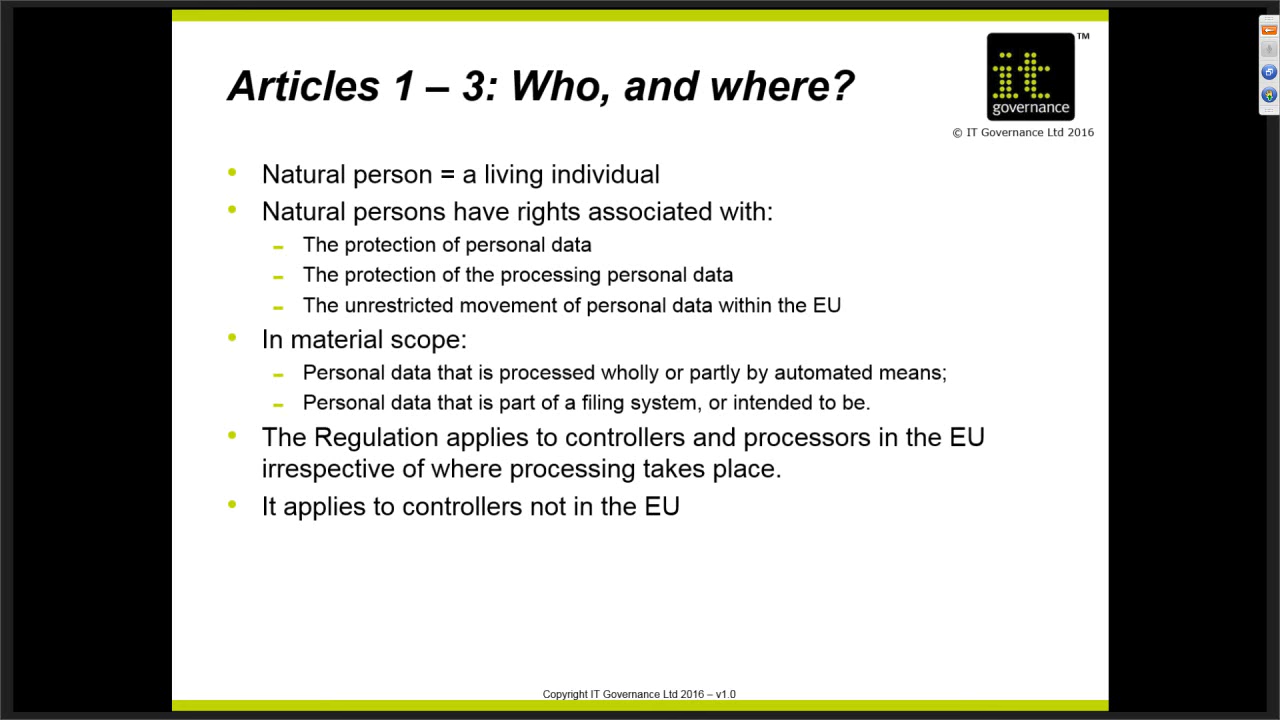 Articles 1 – 3: Who, and where?
it
governance
™
© IT Governance Ltd 2016
• Natural person = a living individual
• Natural persons have rights associated with:
– The protection of personal data
– The protection of the processing personal data
– The unrestricted movement of personal data within the EU
• In material scope:
– Personal data that is processed wholly or partly by automated means;
– Personal data that is part of a filing system, or intended to be.
• The Regulation applies to controllers and processors in the EU
irrespective of where processing takes place.
• It applies to controllers not in the EU
Copyright IT Governance Ltd 2016 – v1.0